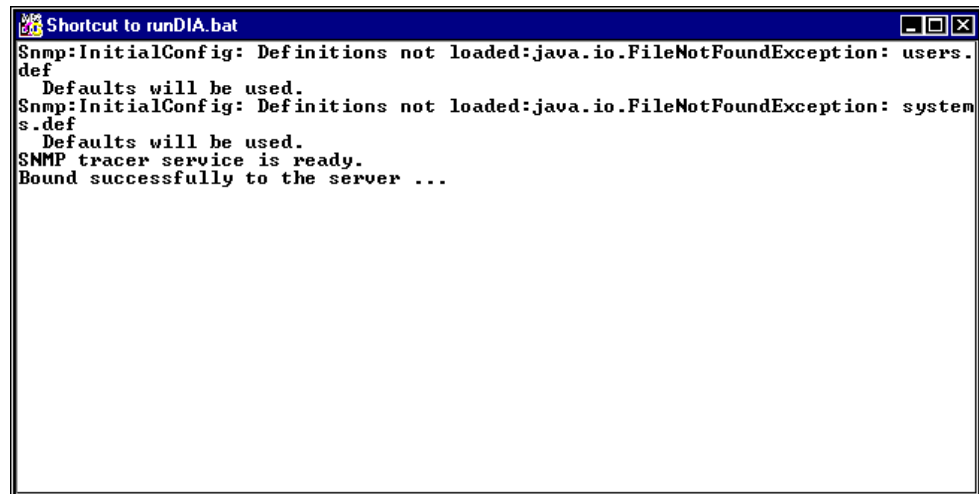 Shortcut to runDIA.bat
Snmp:InitialConfig: Definitions not loaded:java.io.FileNotFoundException: users.
def
  Defaults will be used.
Snmp:InitialConfig: Definitions not loaded:java.io.FileNotFoundException: system
s.def
  Defaults will be used.
SNMP tracer service is ready.
Bound successfully to the server ...